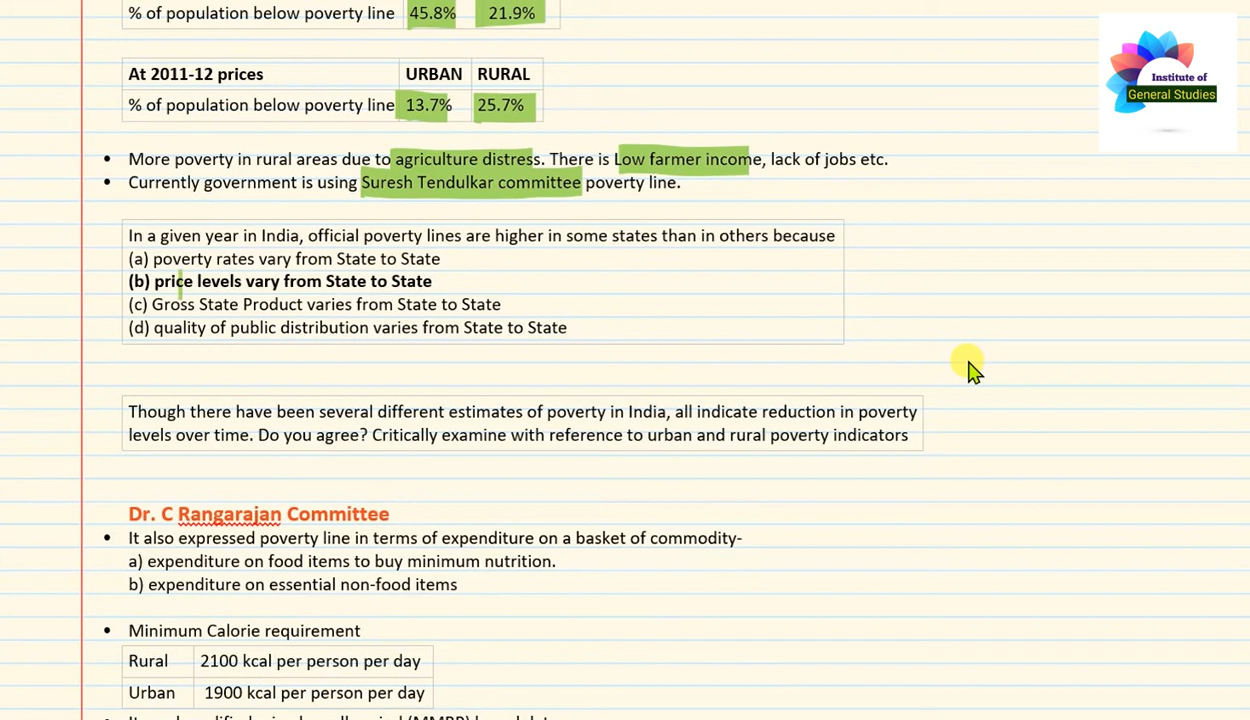 % of population below poverty line 45.8% 21.9%
Institute of
General Studies
At 2011-12 prices URBAN RURAL
% of population below poverty line 13.7% 25.7%
• More poverty in rural areas due to agriculture distress. There is Low farmer income, lack of jobs etc.
• Currently government is using Suresh Tendulkar committee poverty line.
In a given year in India, official poverty lines are higher in some states than in others because
(a) poverty rates vary from State to State
(b) price levels vary from State to State
(c) Gross State Product varies from State to State
(d) quality of public distribution varies from State to State
Though there have been several different estimates of poverty in India, all indicate reduction in poverty
levels over time. Do you agree? Critically examine with reference to urban and rural poverty indicators
Dr. C Rangarajan Committee
• It also expressed poverty line in terms of expenditure on a basket of commodity-
a) expenditure on food items to buy minimum nutrition.
b) expenditure on essential non-food items
• Minimum Calorie requirement
Rural 2100 kcal per person per day
Urban 1900 kcal per person per day